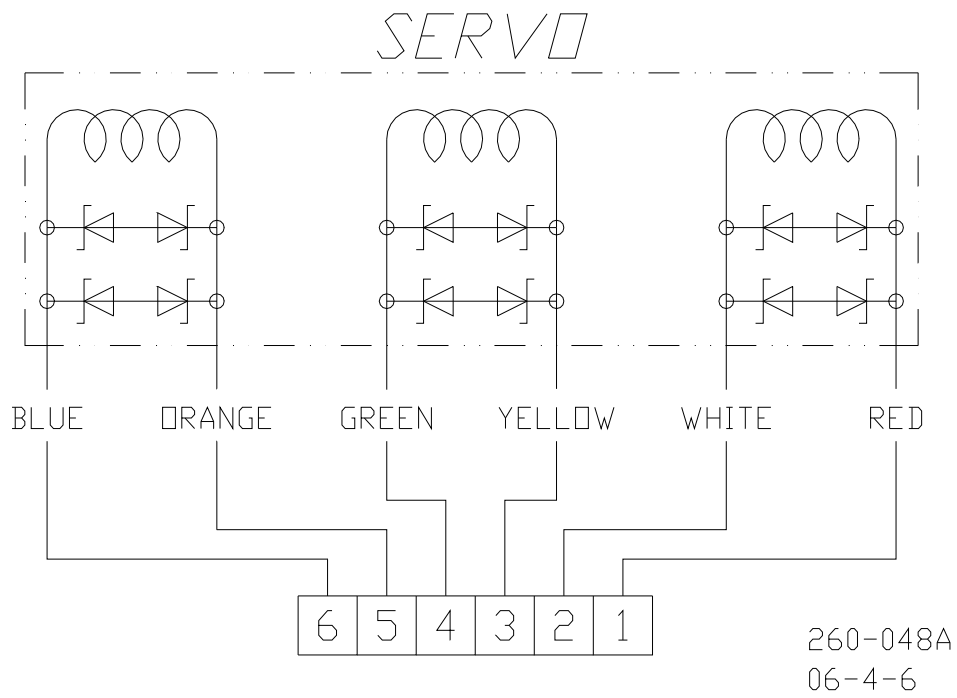 SERVO
BLUE ORANGE GREEN YELLOW WHITE RED
6 5 4 3 2 1
260-048A
06-4-6